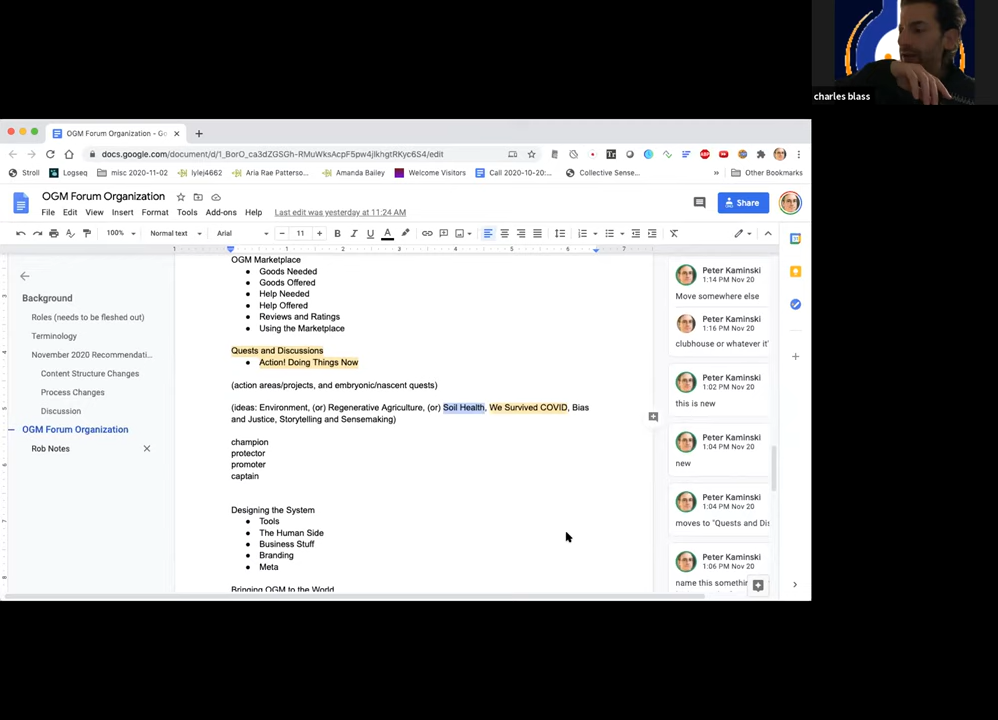 charles blass
OGM Forum Organization - Go
docs.google.com/document/d/1_BorO_ca3dZGSGh-RMuWksAcpF5pw4jIkhgtRKyc6S4/edit
Stroll
Logseq
misc 2020-11-02
lylej4662
Aria Rae Patterso...
Amanda Bailey
Welcome Visitors
Call 2020-10-20:...
Collective Sense...
»
Other Bookmarks
OGM Forum Organization
File Edit View Insert Format Tools Add-ons Help Last edit was yesterday at 11:24 AM
Share
100% Normal text Arial - 11 + B I U A
1 1 2 3 4 5 6 7
Background
Roles (needs to be fleshed out)
Terminology
November 2020 Recommendati...
Content Structure Changes
Process Changes
Discussion
OGM Forum Organization
Rob Notes
OGM Marketplace
● Goods Needed
● Goods Offered
● Help Needed
● Help Offered
● Reviews and Ratings
● Using the Marketplace
Quests and Discussions
● Action! Doing Things Now
(action areas/projects, and embryonic/nascent quests)
(ideas: Environment, (or) Regenerative Agriculture, (or) Soil Health, We Survived COVID, Bias
and Justice, Storytelling and Sensemaking)
champion
protector
promoter
captain
Designing the System
● Tools
● The Human Side
● Business Stuff
● Branding
● Meta
Bringing OGM to the World
Peter Kaminski
1:14 PM Nov 20
Move somewhere else
Peter Kaminski
1:16 PM Nov 20
clubhouse or whatever it'
Peter Kaminski
1:02 PM Nov 20
this is new
Peter Kaminski
1:04 PM Nov 20
new
Peter Kaminski
1:04 PM Nov 20
moves to "Quests and Dis
Peter Kaminski
1:06 PM Nov 20
name this somethin